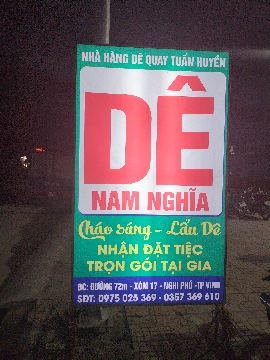 NHÀ HÀNG DÊ QUAY TUẤN HUYỀN
DÊ
NAM NGHĨA
Cháo sáng - Lẩu Dê
NHẬN ĐẶT TIỆC
TRỌN GÓI TẠI GIA
ĐC: ĐƯỜNG 72m - XÓM 17 - NGHI PHÚ - TP VINH
SĐT: 0975 025 369 - 0357 369 610